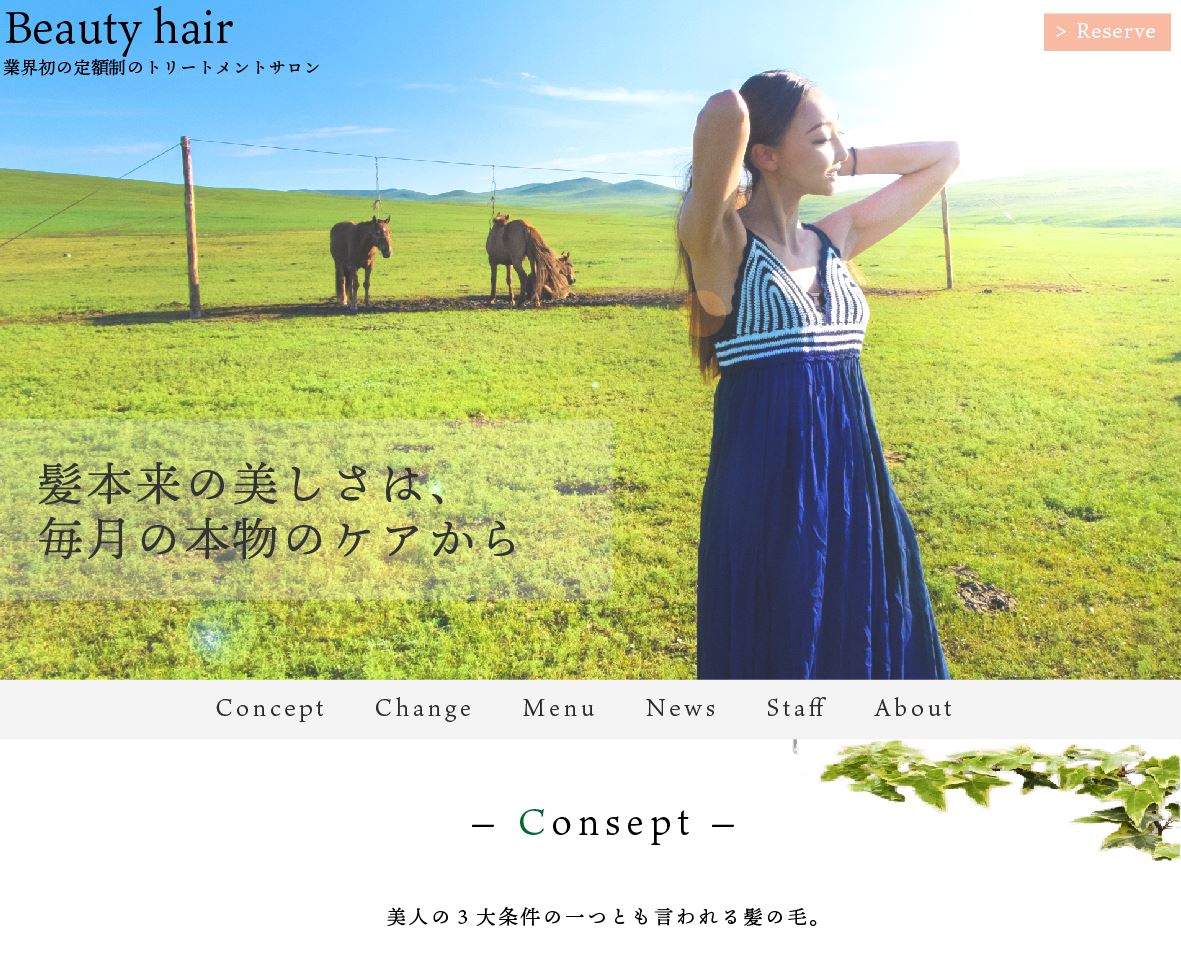 Beauty hair
業界初の定額制のトリートメントサロン
> Reserve
髪本来の美しさは、
毎月の本物のケアから
Concept Change Menu News Staff About
– Consept –
美人の３大条件の一つとも言われる髪の毛。